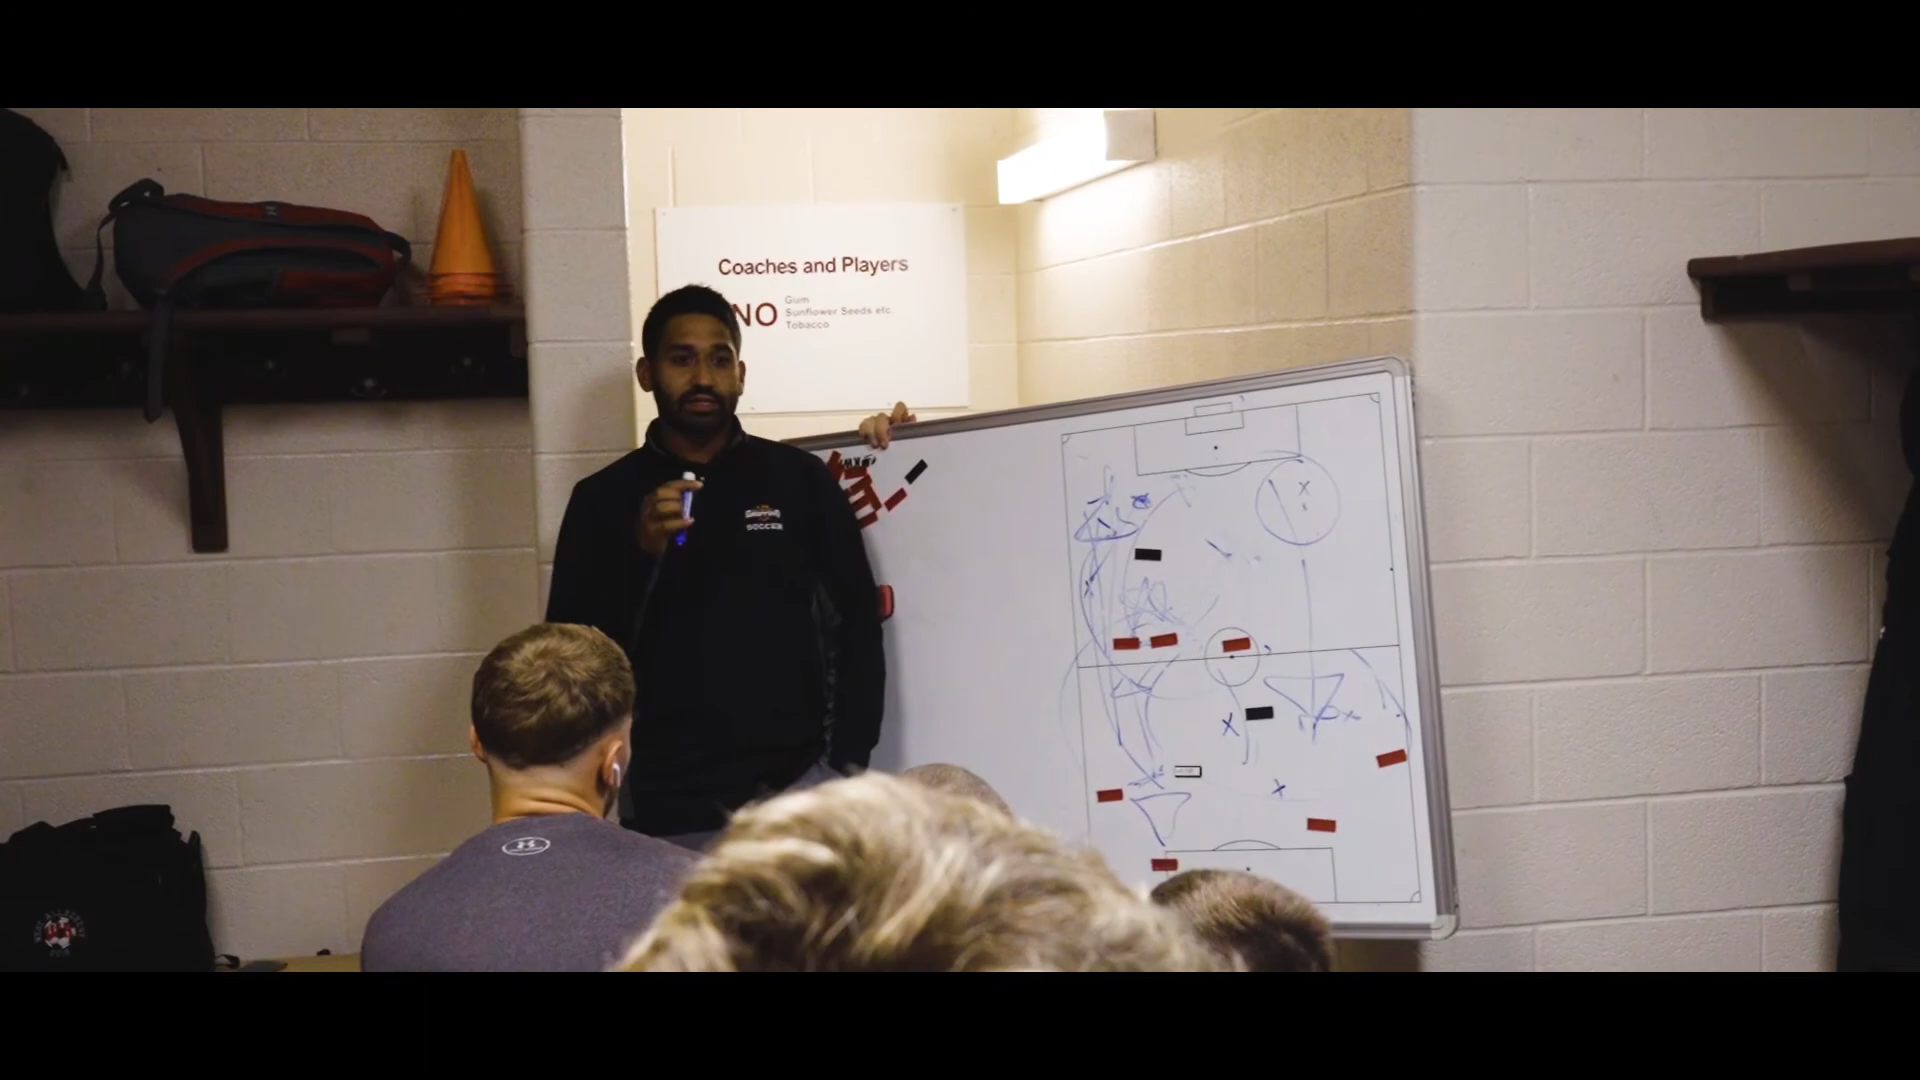 Coaches and Players
NO
Gum
Sunflower Seeds etc.
Tobacco
SOCCER
X
X
X
X